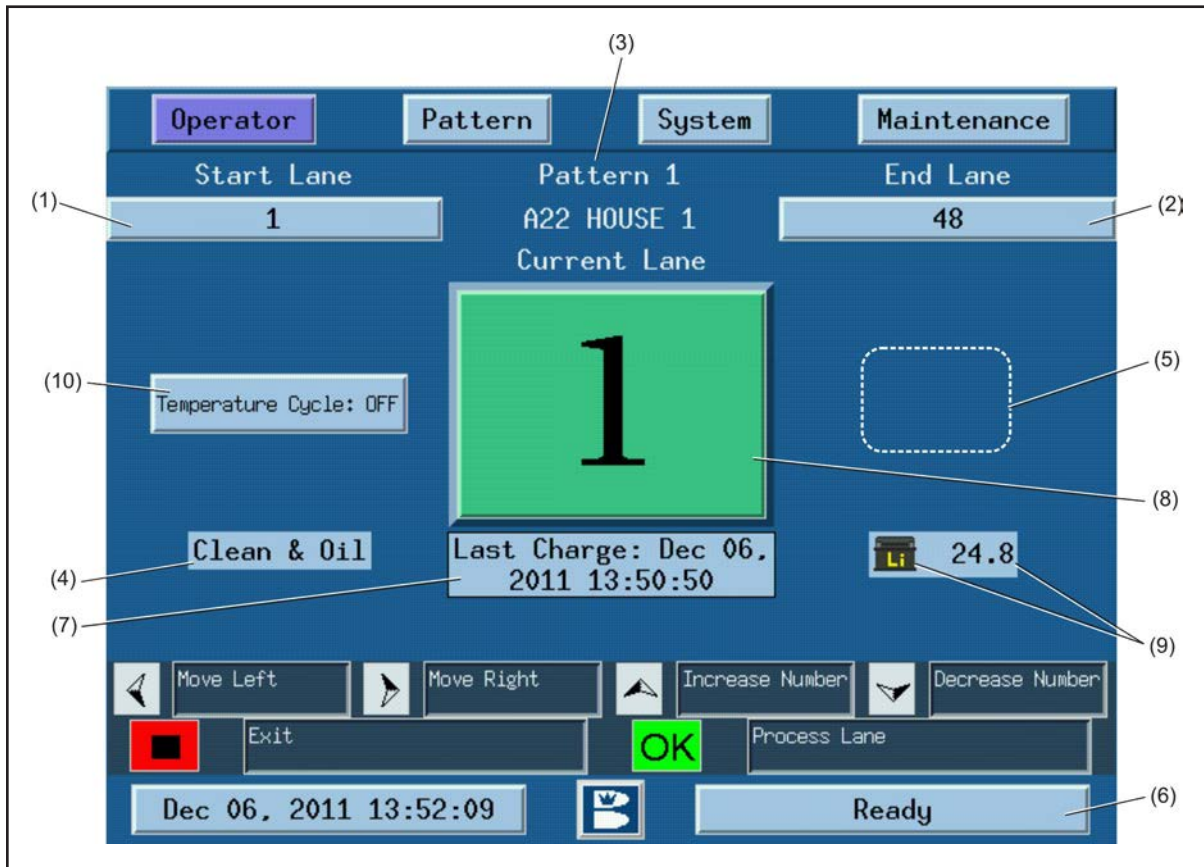 (3)
Operator Pattern System Maintenance
Start Lane Pattern 1 End Lane
(1) 1 A22 HOUSE 1 48 (2)
Current Lane
1
(10) Temperature Cycle: OFF (5)
(8)
Clean & Oil Last Charge: Dec 06, Li 24.8
(4) 2011 13:50:50
(7) (9)
Move Left Move Right Increase Number Decrease Number
Exit OK Process Lane
Dec 06, 2011 13:52:09 B Ready (6)